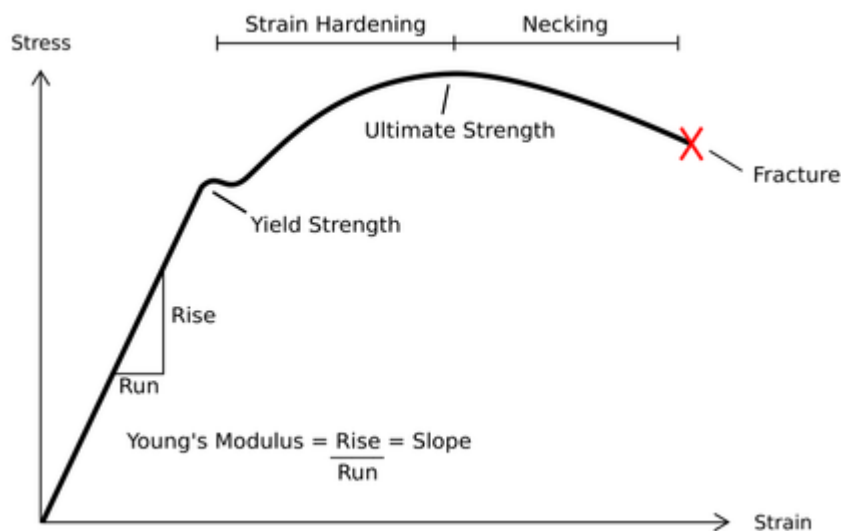 Strain Hardening
Necking
Stress
Ultimate Strength
Fracture
Yield Strength
Rise
Run
Young's Modulus = Rise = Slope
Run
Strain